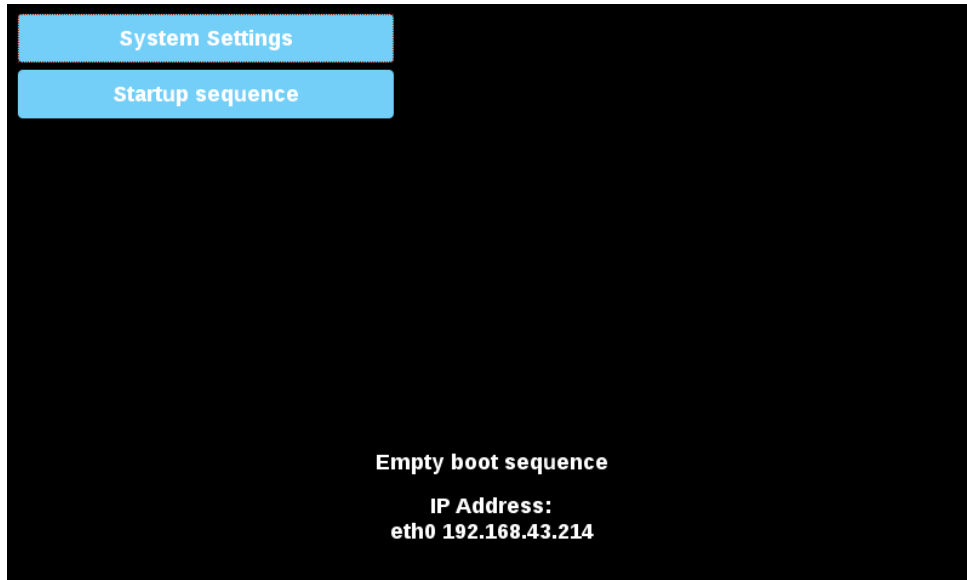 System Settings
Startup sequence
Empty boot sequence
IP Address:
eth0 192.168.43.214